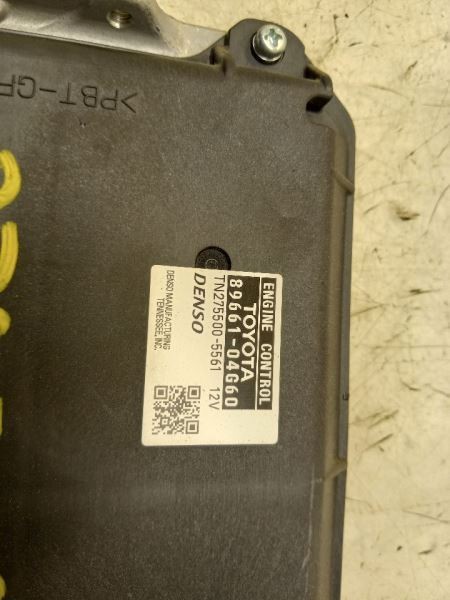 >PBT-GF
ENGINE CONTROL
TOYOTA
89661-04G60
TN275500-5561 12V
DENSO
DENSO MANUFACTURING
TENNESSEE, INC.